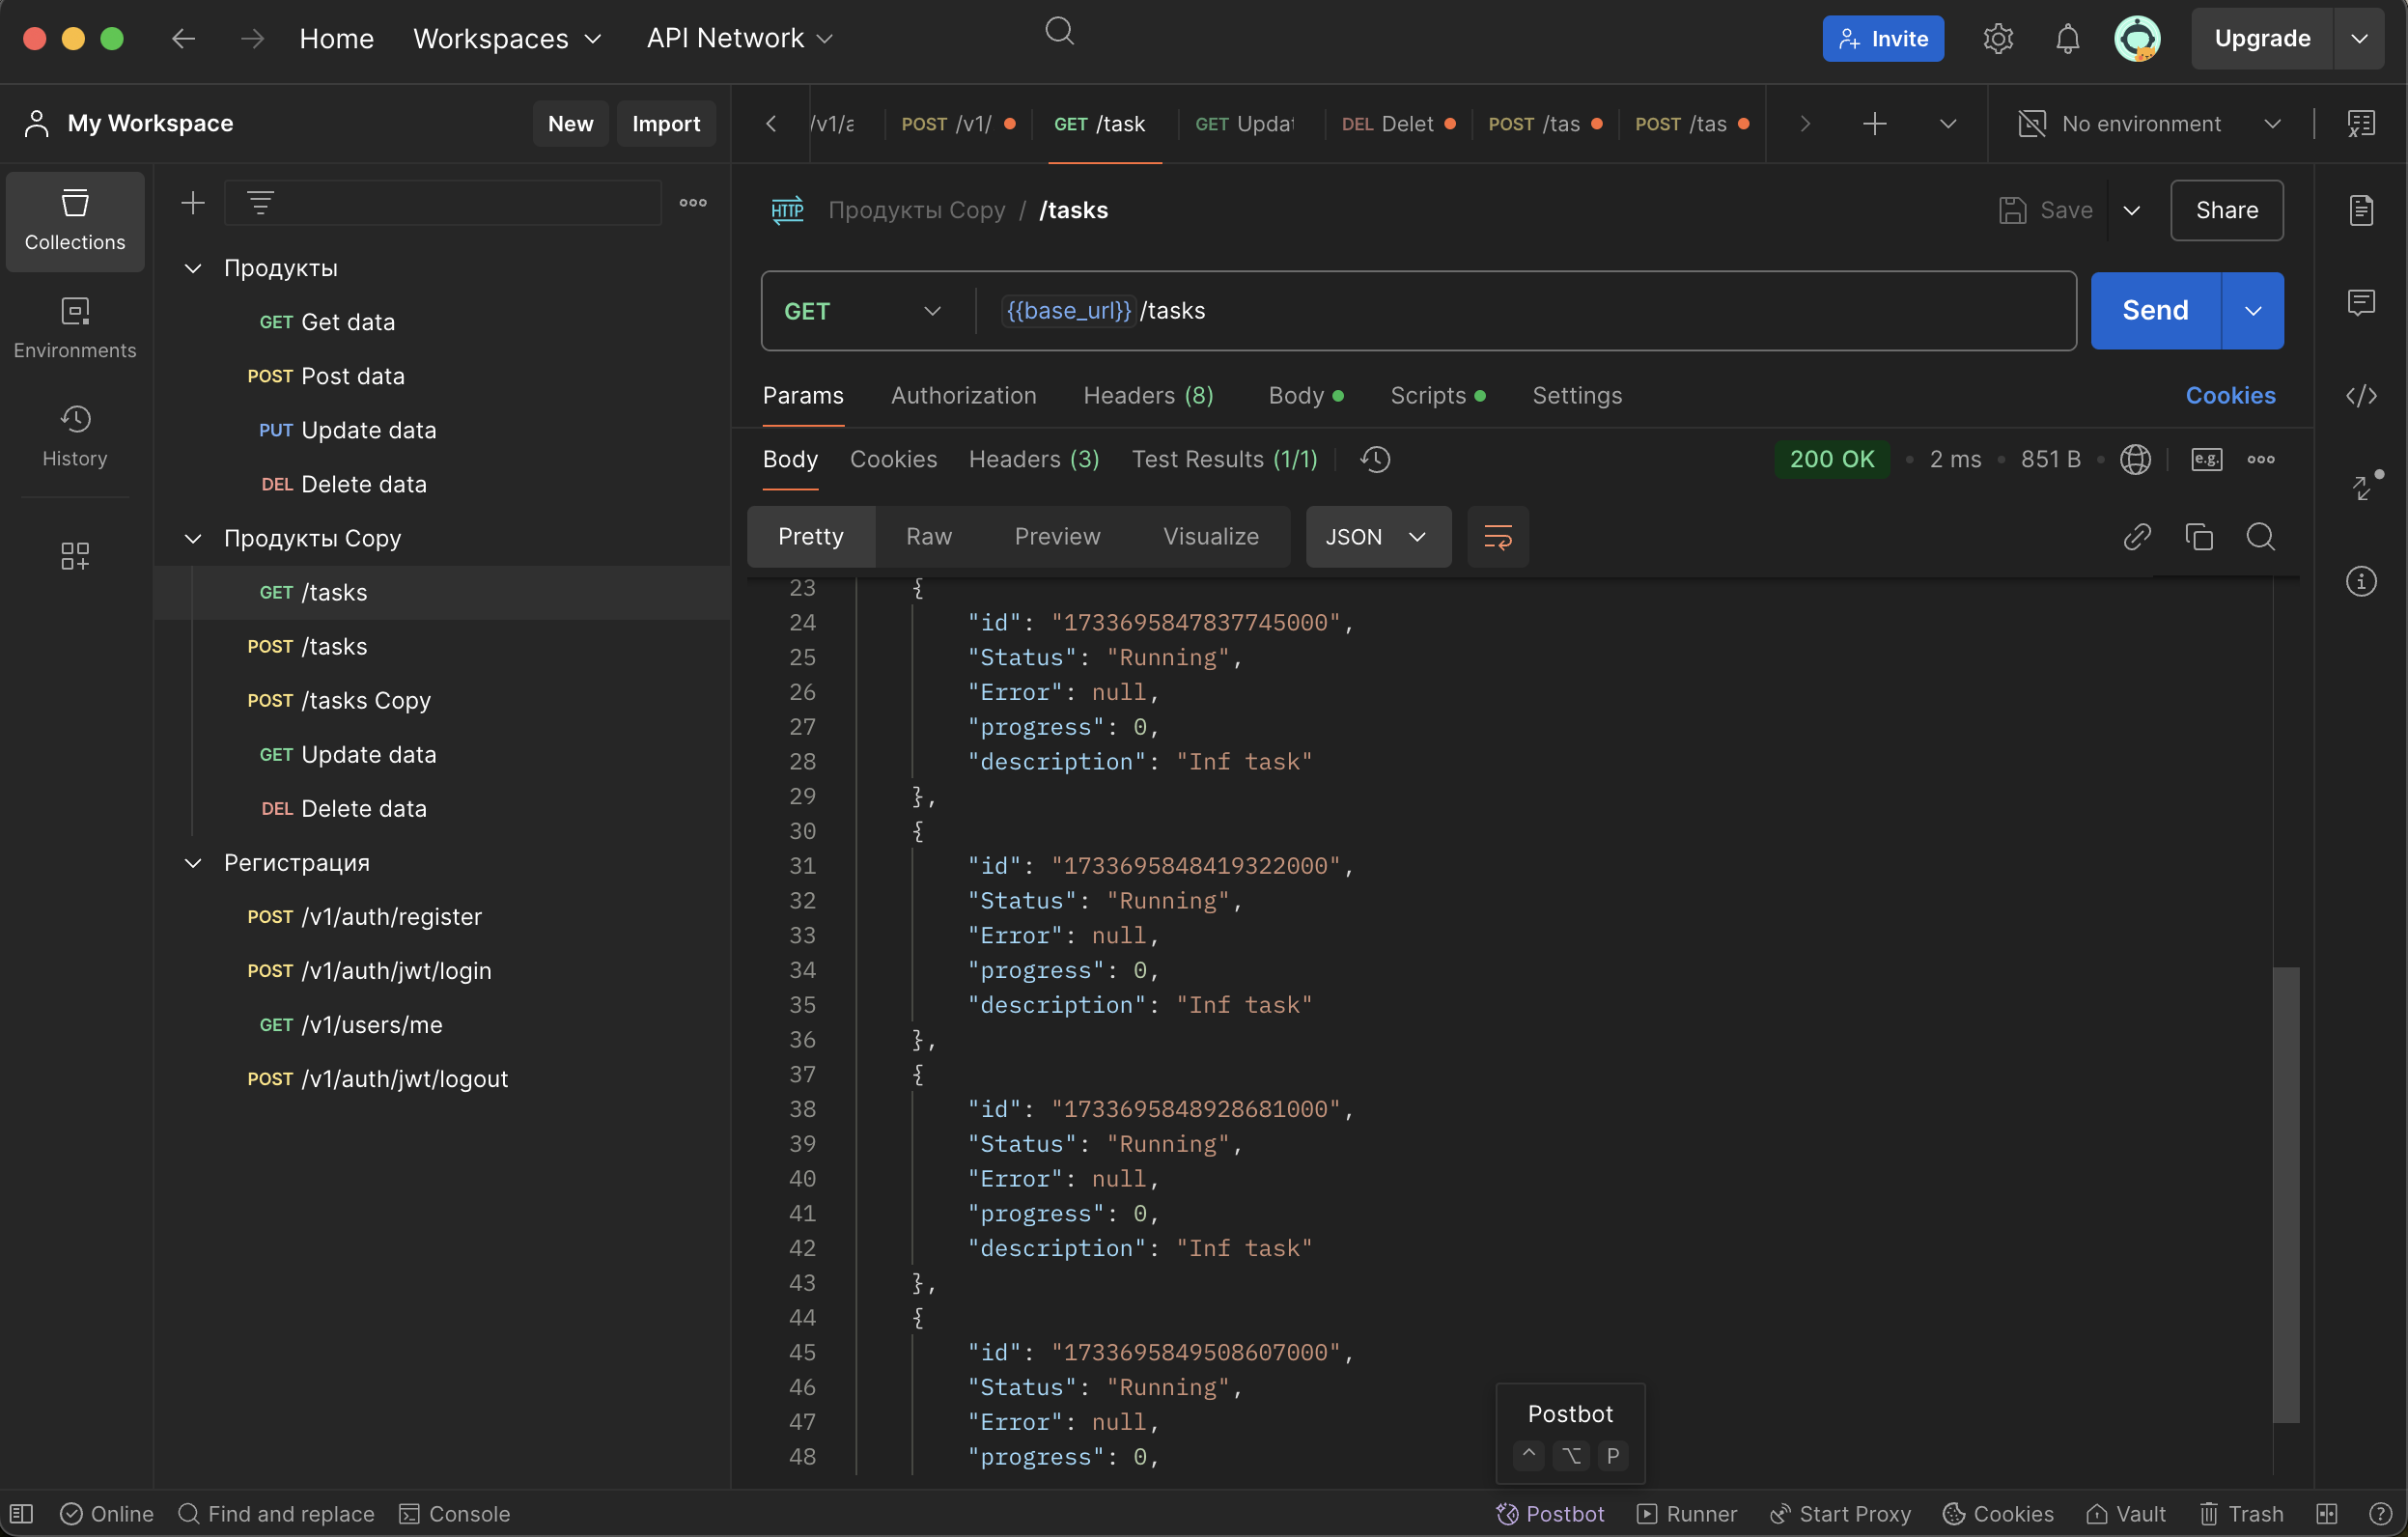 Home Workspaces API Network Invite Upgrade
My Workspace New Import
/v1/a POST /v1/ GET /task GET Updat DEL Delet POST /tas POST /tas No environment
Collections
Environments
History
Продукты
GET Get data
POST Post data
PUT Update data
DEL Delete data
Продукты Copy
GET /tasks
POST /tasks
POST /tasks Copy
GET Update data
DEL Delete data
Регистрация
POST /v1/auth/register
POST /v1/auth/jwt/login
GET /v1/users/me
POST /v1/auth/jwt/logout
HTTP Продукты Copy / /tasks Save Share
GET {{base_url}}/tasks Send
Params Authorization Headers (8) Body Scripts Settings Cookies
Body Cookies Headers (3) Test Results (1/1) 200 OK 2 ms 851 B e.g.
Pretty Raw Preview Visualize JSON
23 {
24 "id": "1733695847837745000",
25 "Status": "Running",
26 "Error": null,
27 "progress": 0,
28 "description": "Inf task"
29 },
30 {
31 "id": "1733695848419322000",
32 "Status": "Running",
33 "Error": null,
34 "progress": 0,
35 "description": "Inf task"
36 },
37 {
38 "id": "1733695848928681000",
39 "Status": "Running",
40 "Error": null,
41 "progress": 0,
42 "description": "Inf task"
43 },
44 {
45 "id": "1733695849508607000",
46 "Status": "Running",
47 "Error": null,
48 "progress": 0,
Postbot
^ ⌥ P
Online Find and replace Console Postbot Runner Start Proxy Cookies Vault Trash